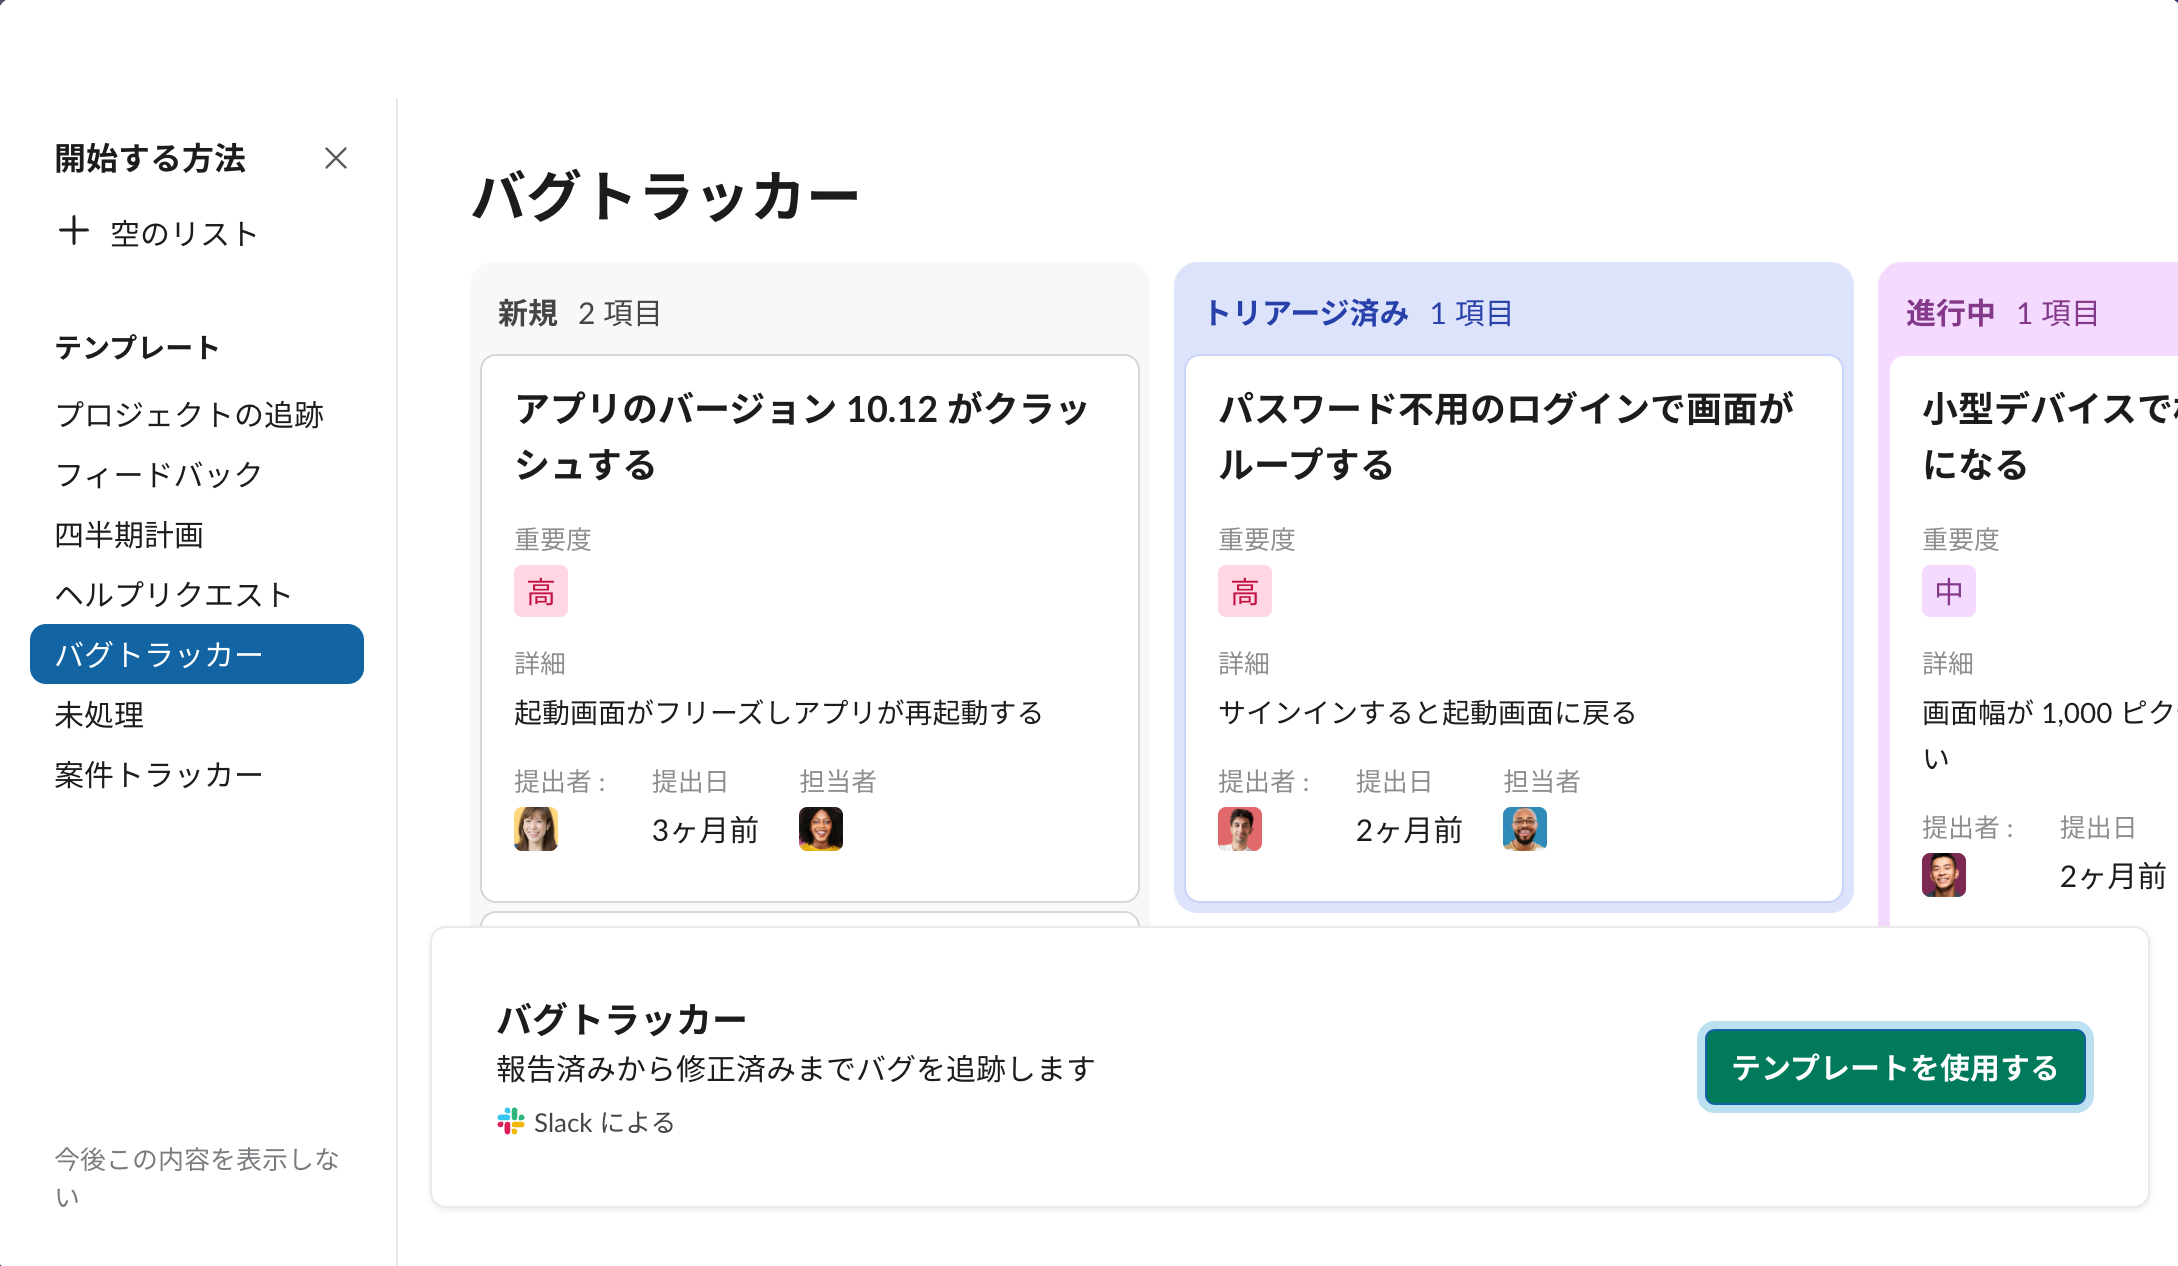 開始する方法
空のリスト
テンプレート
プロジェクトの追跡
フィードバック
四半期計画
ヘルプリクエスト
バグトラッカー
未処理
案件トラッカー
今後この内容を表示しな
い
バグトラッカー
新規 2 項目
アプリのバージョン 10.12 がクラッ
シュする
重要度
高
詳細
起動画面がフリーズしアプリが再起動する
提出者 : 提出日 担当者
3ヶ月前
トリアージ済み 1 項目
パスワード不用のログインで画面が
ループする
重要度
高
詳細
サインインすると起動画面に戻る
提出者 : 提出日 担当者
2ヶ月前
進行中 1 項目
小型デバイスで
になる
重要度
中
詳細
画面幅が 1,000 ピク
い
提出者 : 提出日
2ヶ月前
バグトラッカー
報告済みから修正済みまでバグを追跡します
Slack による
テンプレートを使用する